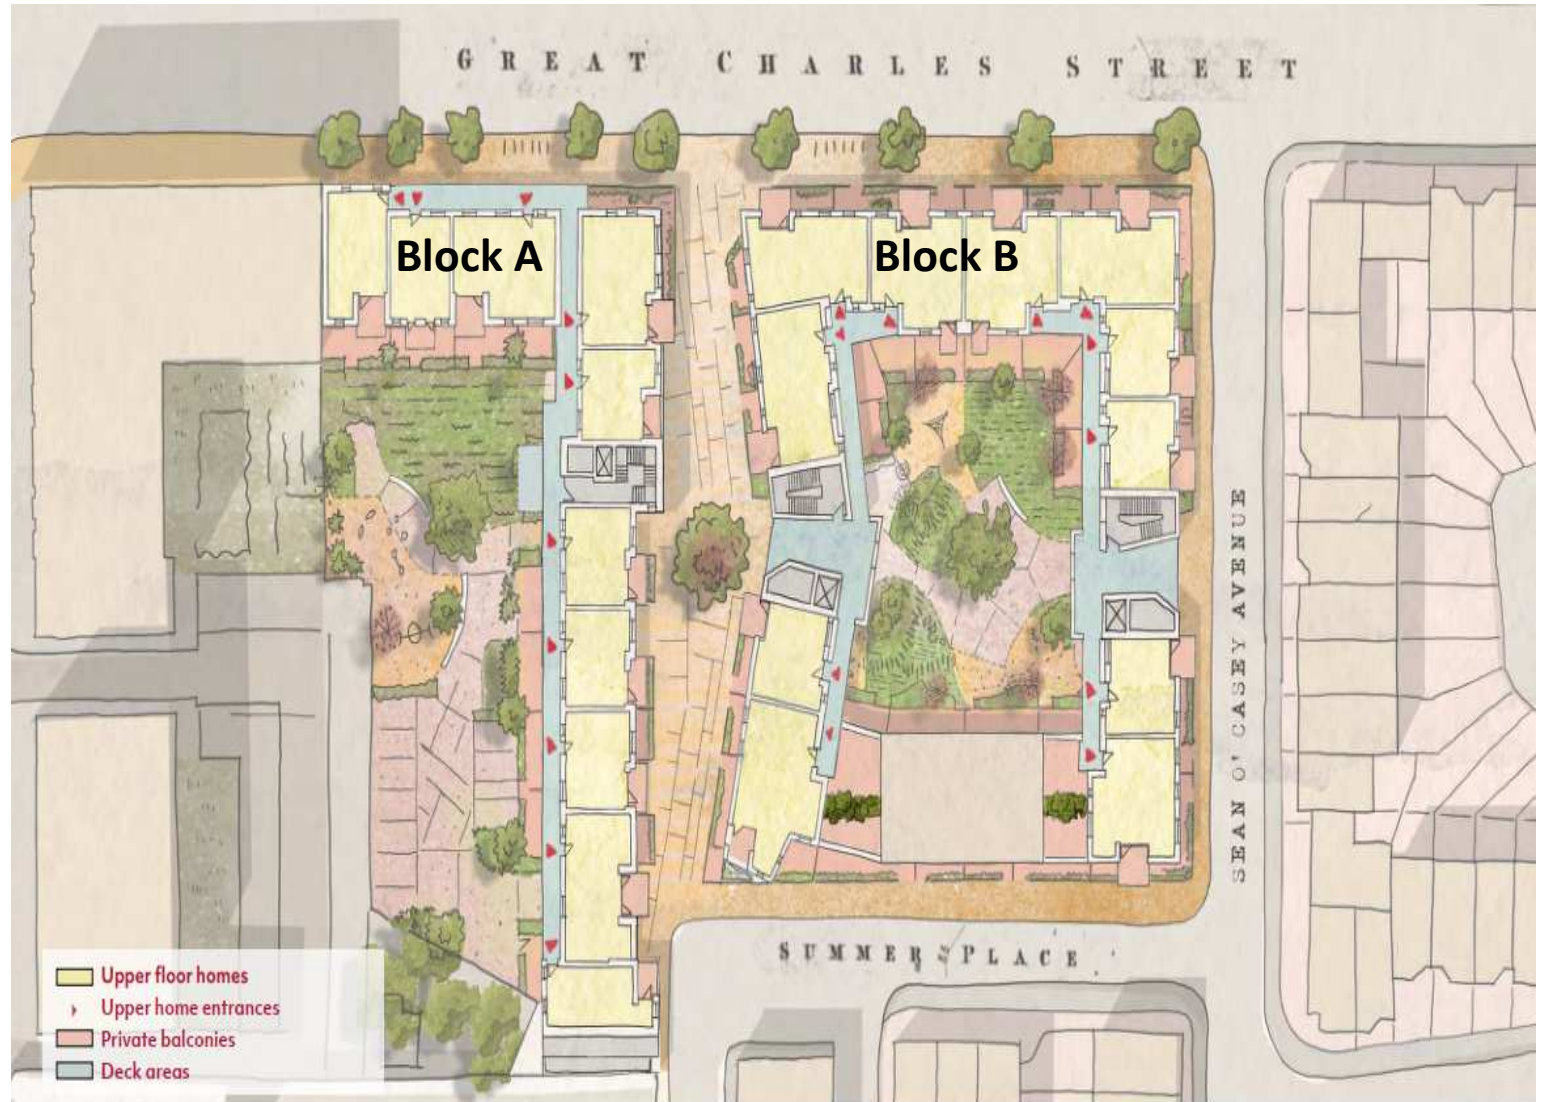 GREAT CHARLES STREET
Block A
Block B
SEAN O' CASEY AVENUE
SUMMER PLACE
Upper floor homes
Upper home entrances
Private balconies
Deck areas